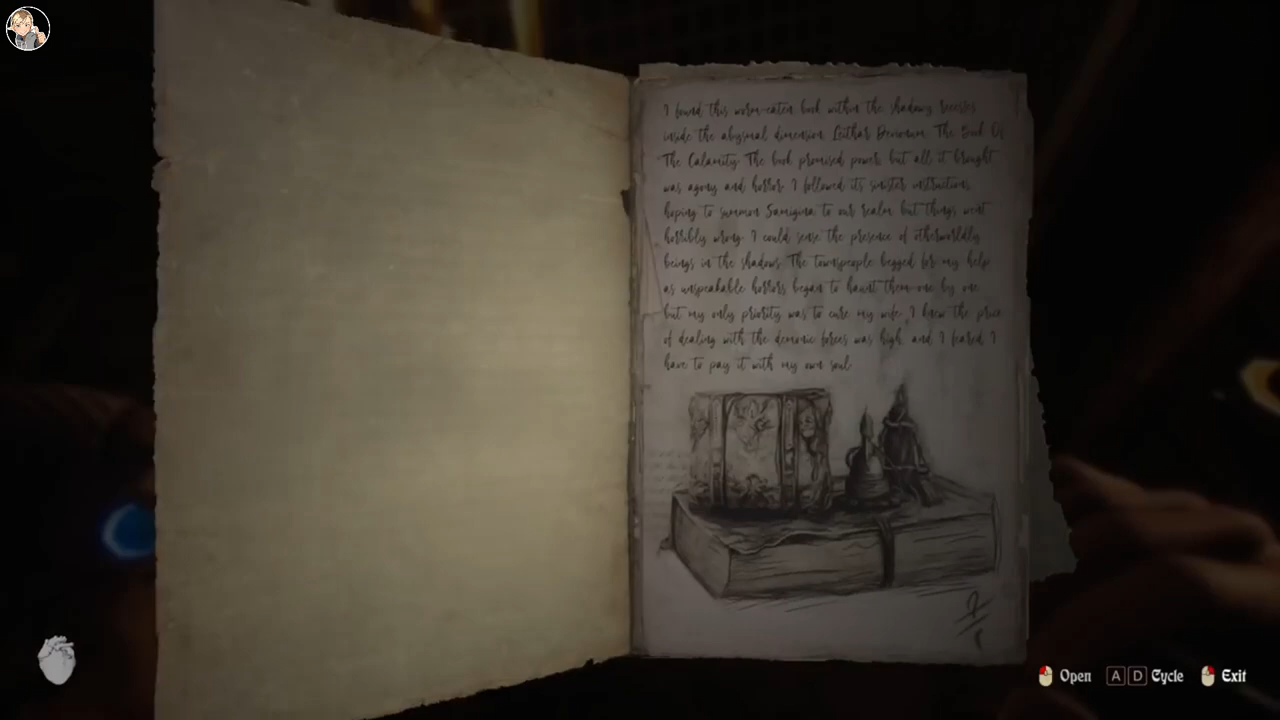 I found this worm-eaten book within the shadowy recesses
inside the abysmal dimension Leithar Demonum. The Book Of
The Calamity. The book promised power, but all it brought
was agony and horror. I followed its sinister instructions,
hoping to summon Samigina to our realm, but things went
horribly wrong. I could sense the presence of otherworldly
beings in the shadows. The townspeople begged for my help
as unspeakable horrors began to haunt them one by one,
but my only priority was to cure my wife. I knew the price
of dealing with the demonic forces was high, and I feared I
have to pay it with my own soul.
Open A D Cycle Exit